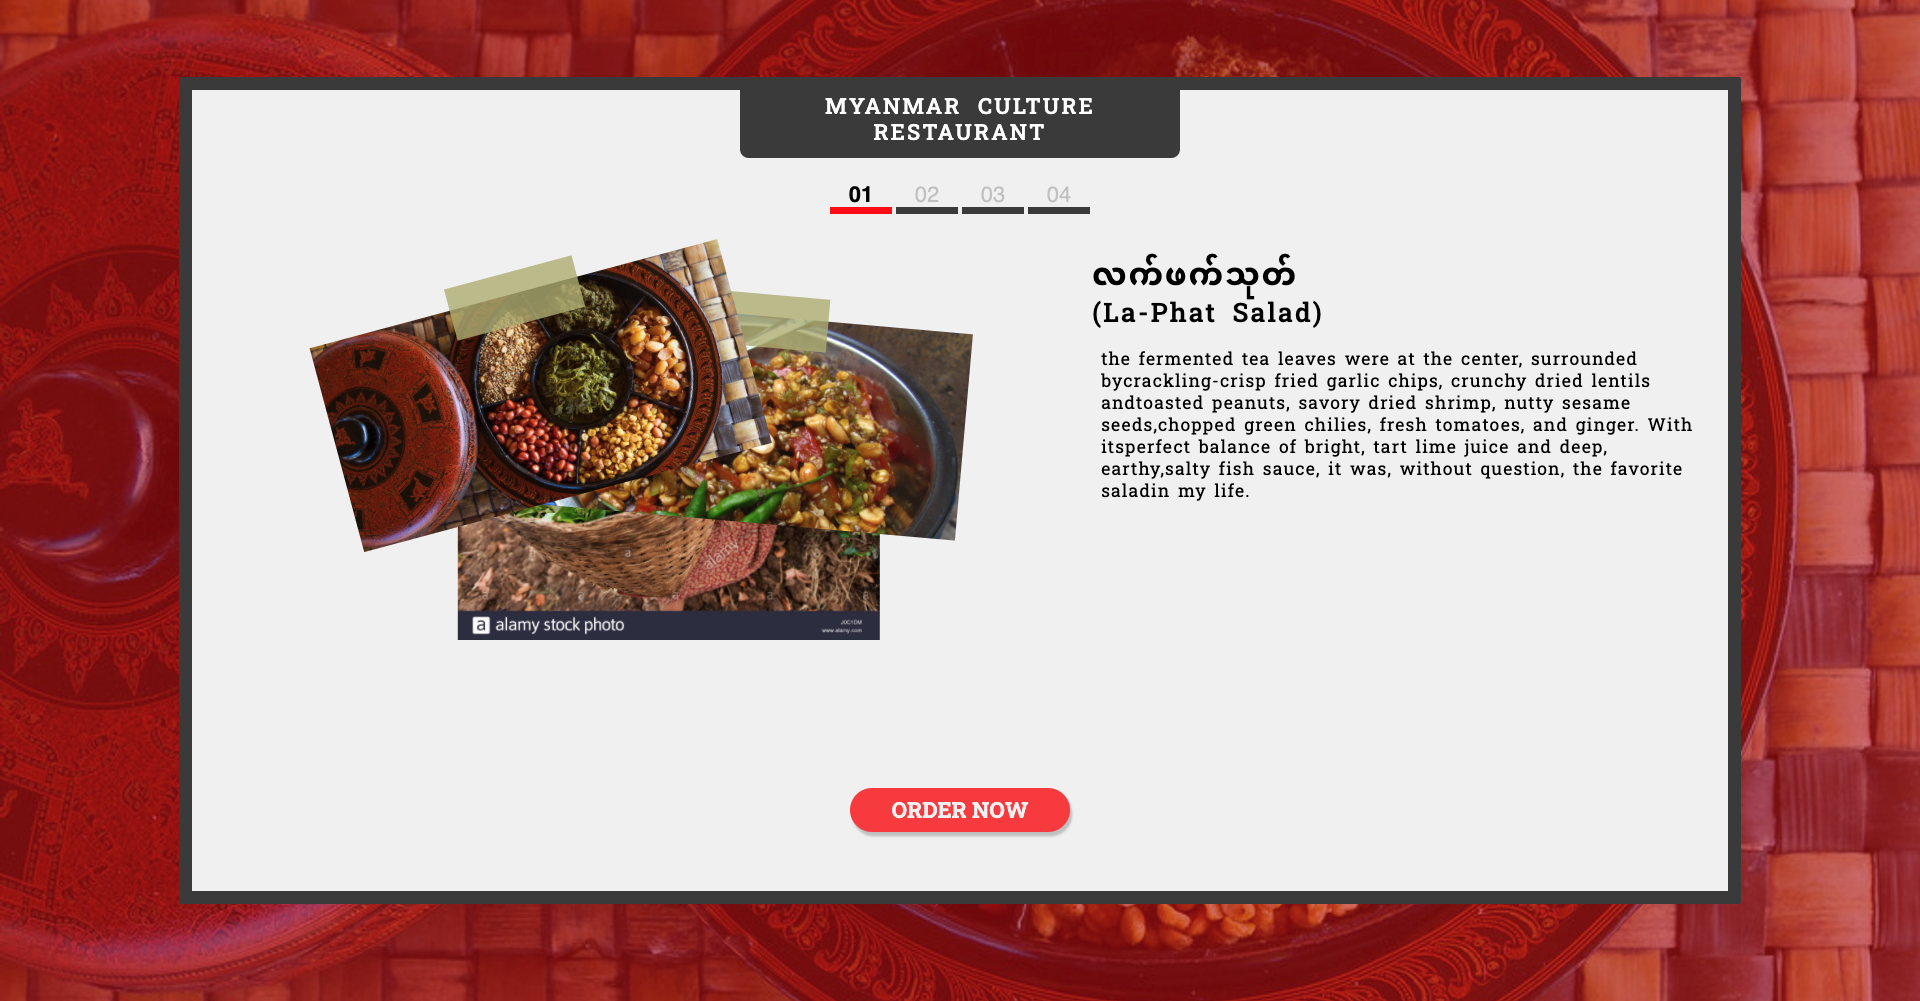 MYANMAR CULTURE
RESTAURANT
01 02 03 04
လက်ဖက်သုတ်
(La-Phat Salad)
the fermented tea leaves were at the center, surrounded
bycrackling-crisp fried garlic chips, crunchy dried lentils
andtoasted peanuts, savory dried shrimp, nutty sesame
seeds,chopped green chilies, fresh tomatoes, and ginger. With
itsperfect balance of bright, tart lime juice and deep,
earthy,salty fish sauce, it was, without question, the favorite
saladin my life.
a
alamy
a alamy stock photo
www.alamy.com
ORDER NOW